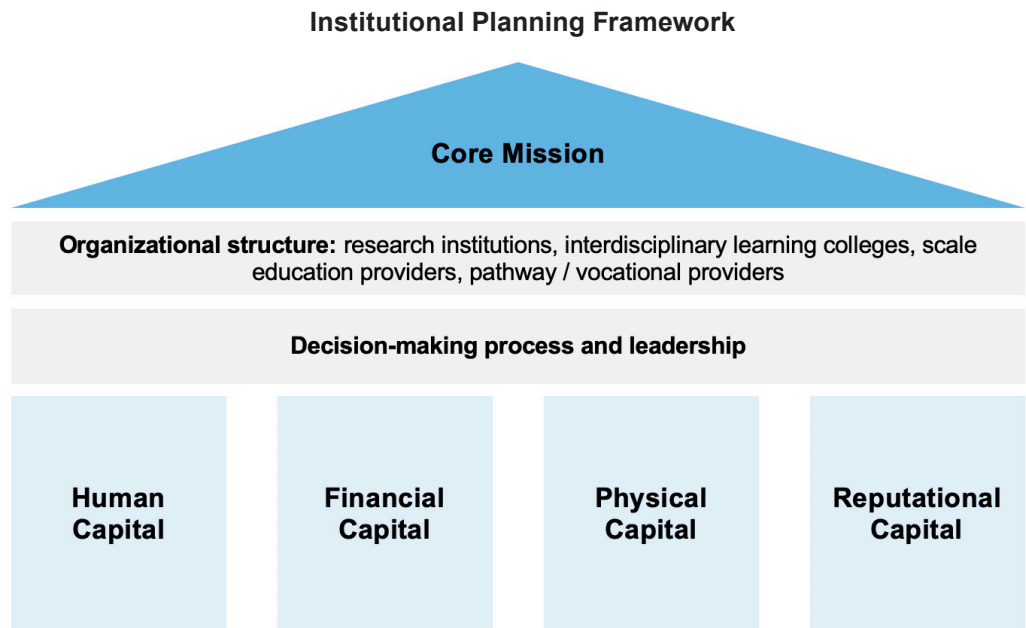 Institutional Planning Framework
Core Mission
Organizational structure: research institutions, interdisciplinary learning colleges, scale
education providers, pathway / vocational providers
Decision-making process and leadership
Human
Capital
Financial
Capital
Physical
Capital
Reputational
Capital